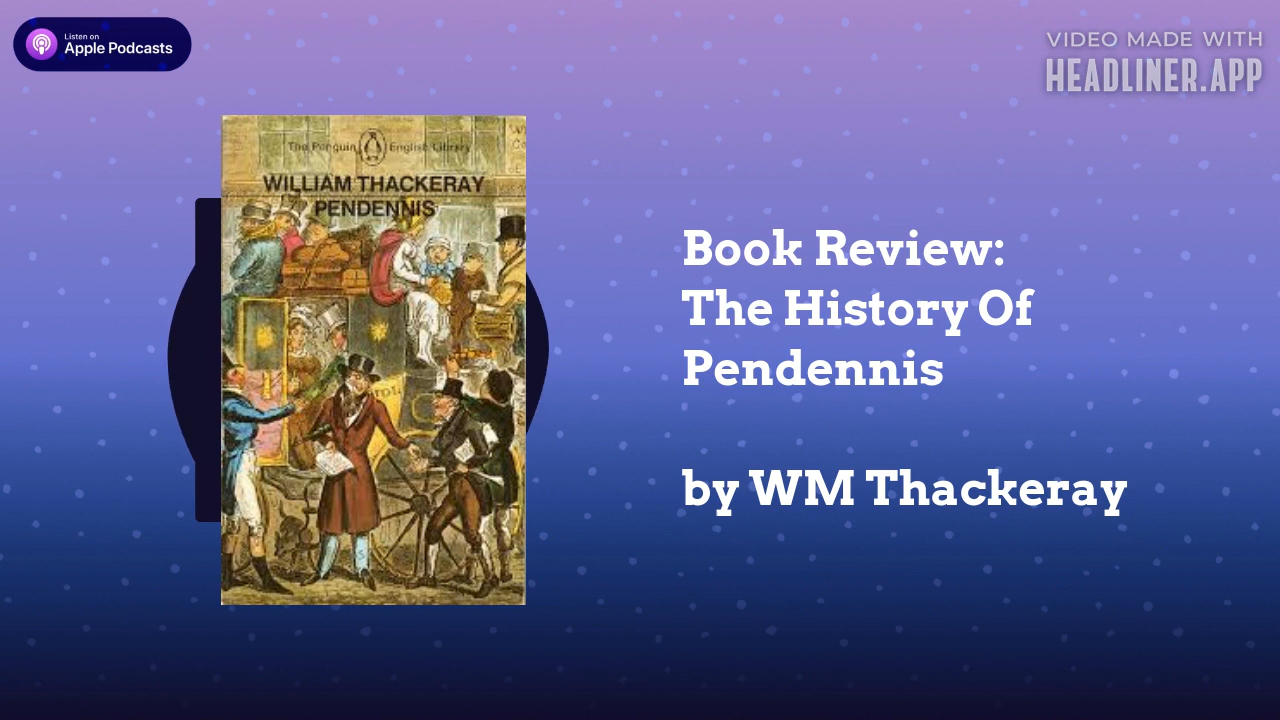 Listen on
Apple Podcasts
VIDEO MADE WITH
HEADLINER.APP
The Penguin English Library
WILLIAM THACKERAY
PENDENNIS
Book Review:
The History Of
Pendennis
by WM Thackeray